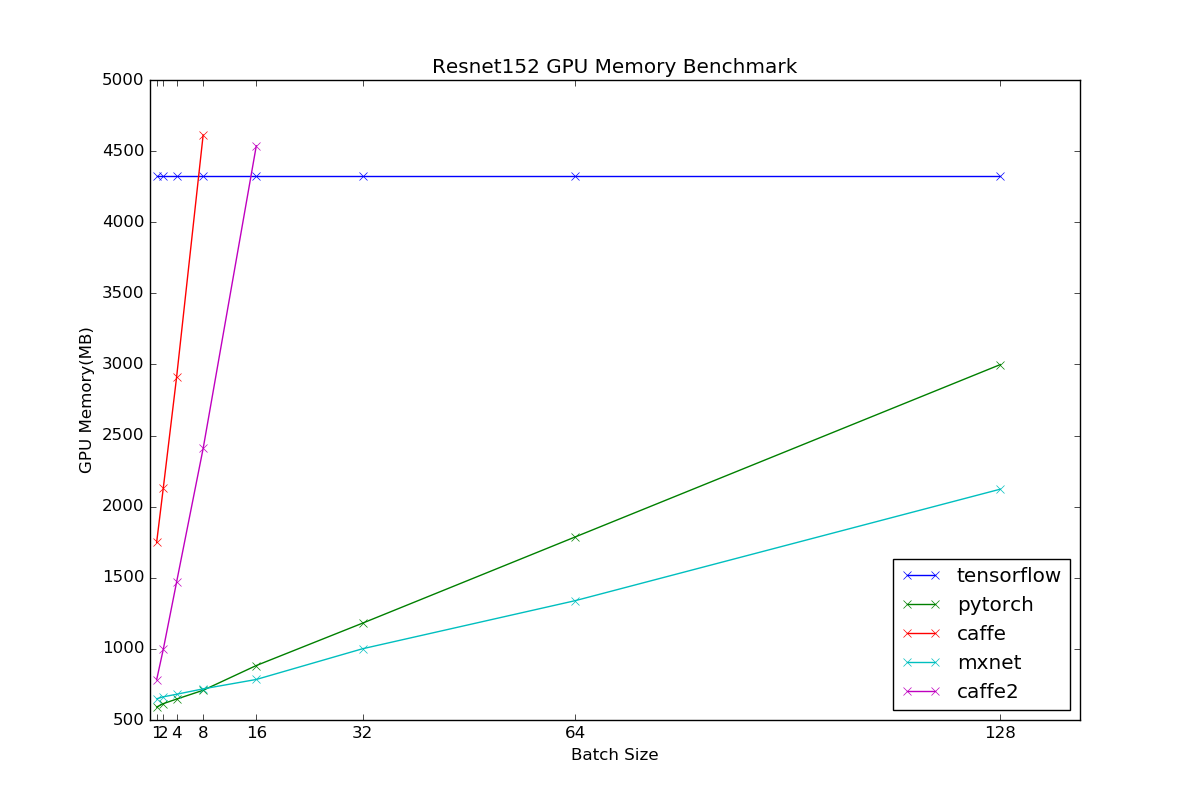 Resnet152 GPU Memory Benchmark
5000
4500
4000
3500
3000
2500
2000
1500
1000
500
GPU Memory(MB)
tensorflow
pytorch
caffe
mxnet
caffe2
1 2 4 8 16 32 64 128
Batch Size